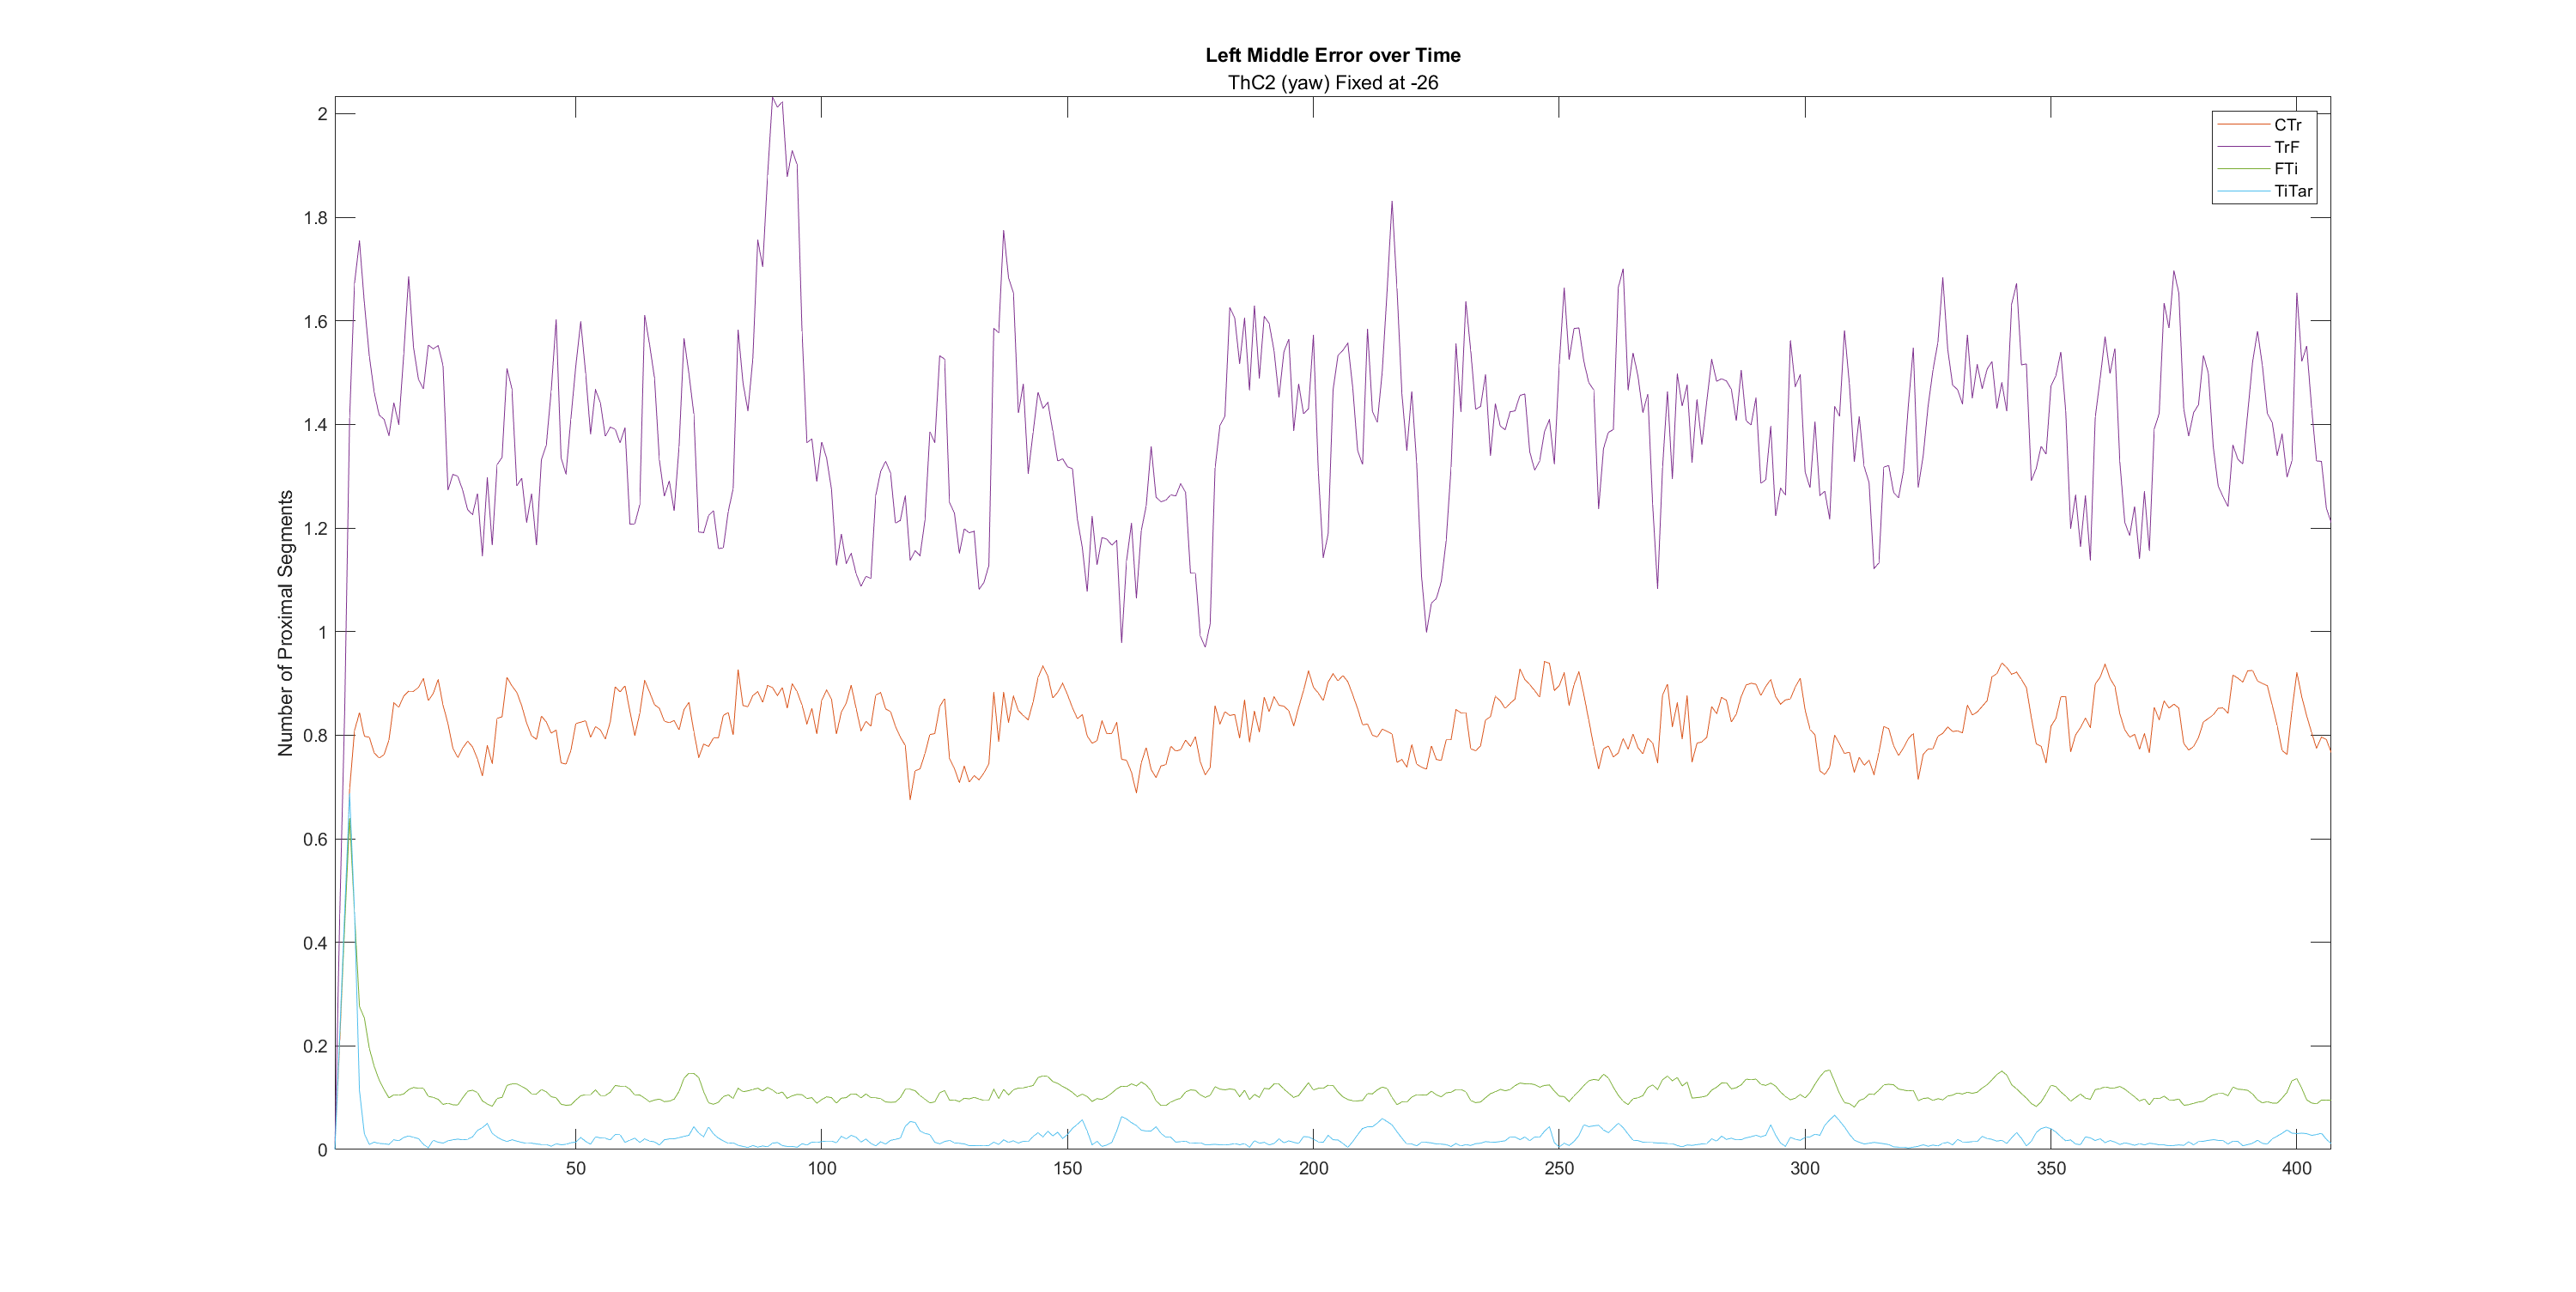 Left Middle Error over Time
ThC2 (yaw) Fixed at -26
Number of Proximal Segments
2
1.8
1.6
1.4
1.2
1
0.8
0.6
0.4
0.2
0
50
100
150
200
250
300
350
400
CTr
TrF
FTi
TiTar